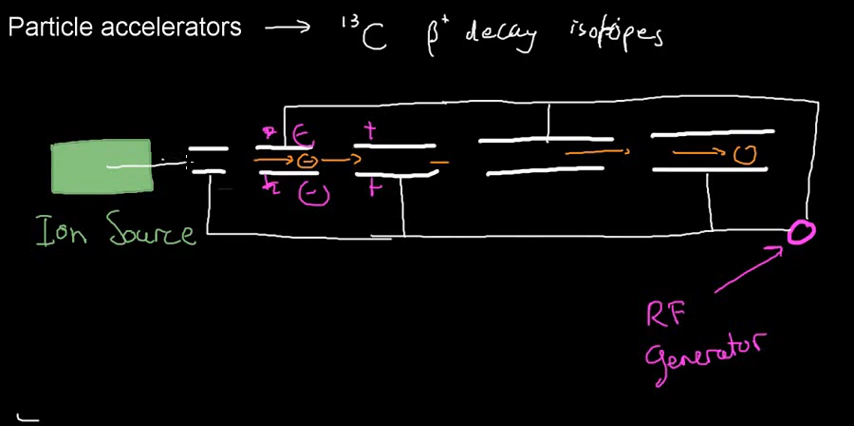 Particle accelerators → ¹³C β⁺ decay isotopes
+ (-) +
(-)
+ (-) +
Ion Source
RF
Generator